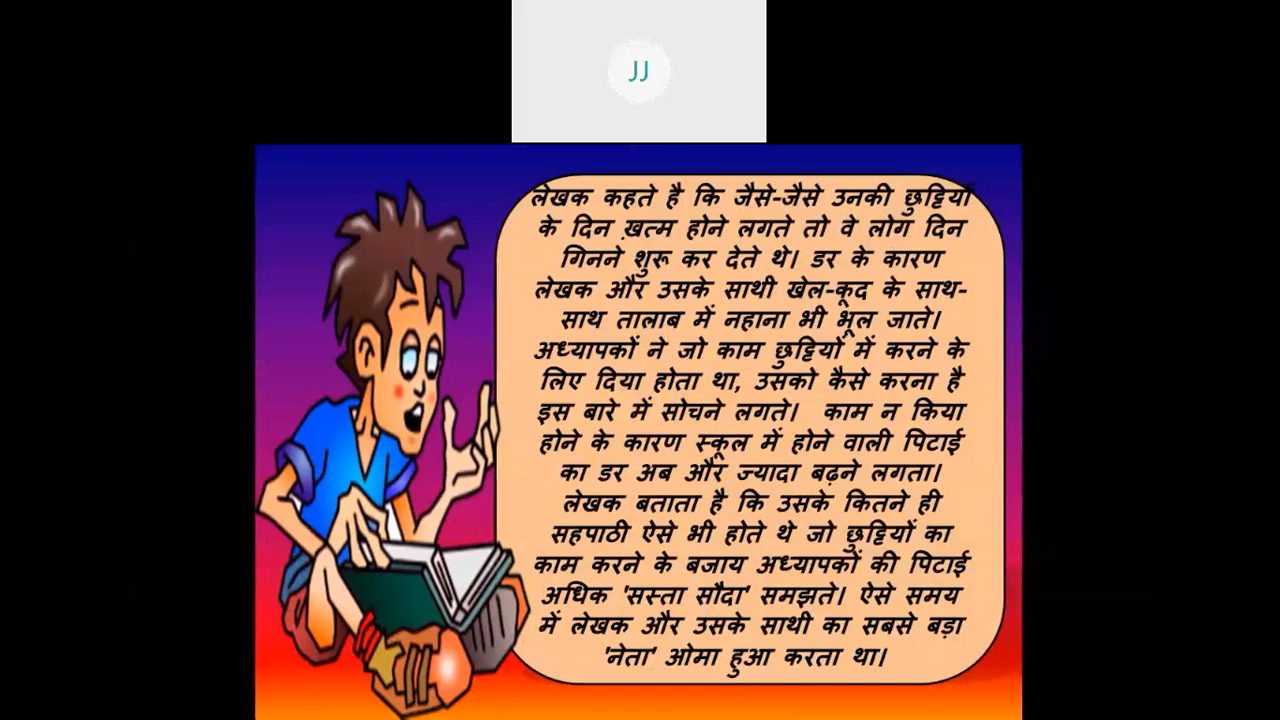 JJ
लेखक कहते है कि जैसे-जैसे उनकी छुट्टियों
के दिन ख़त्म होने लगते तो वे लोग दिन
गिनने शुरू कर देते थे। डर के कारण
लेखक और उसके साथी खेल-कूद के साथ-
साथ तालाब में नहाना भी भूल जाते।
अध्यापकों ने जो काम छुट्टियों में करने के
लिए दिया होता था, उसको कैसे करना है
इस बारे में सोचने लगते।  काम न किया
होने के कारण स्कूल में होने वाली पिटाई
का डर अब और ज्यादा बढ़ने लगता।
लेखक बताता है कि उसके कितने ही
सहपाठी ऐसे भी होते थे जो छुट्टियों का
काम करने के बजाय अध्यापकों की पिटाई
अधिक 'सस्ता सौदा' समझते। ऐसे समय
में लेखक और उसके साथी का सबसे बड़ा
'नेता' ओमा हुआ करता था।